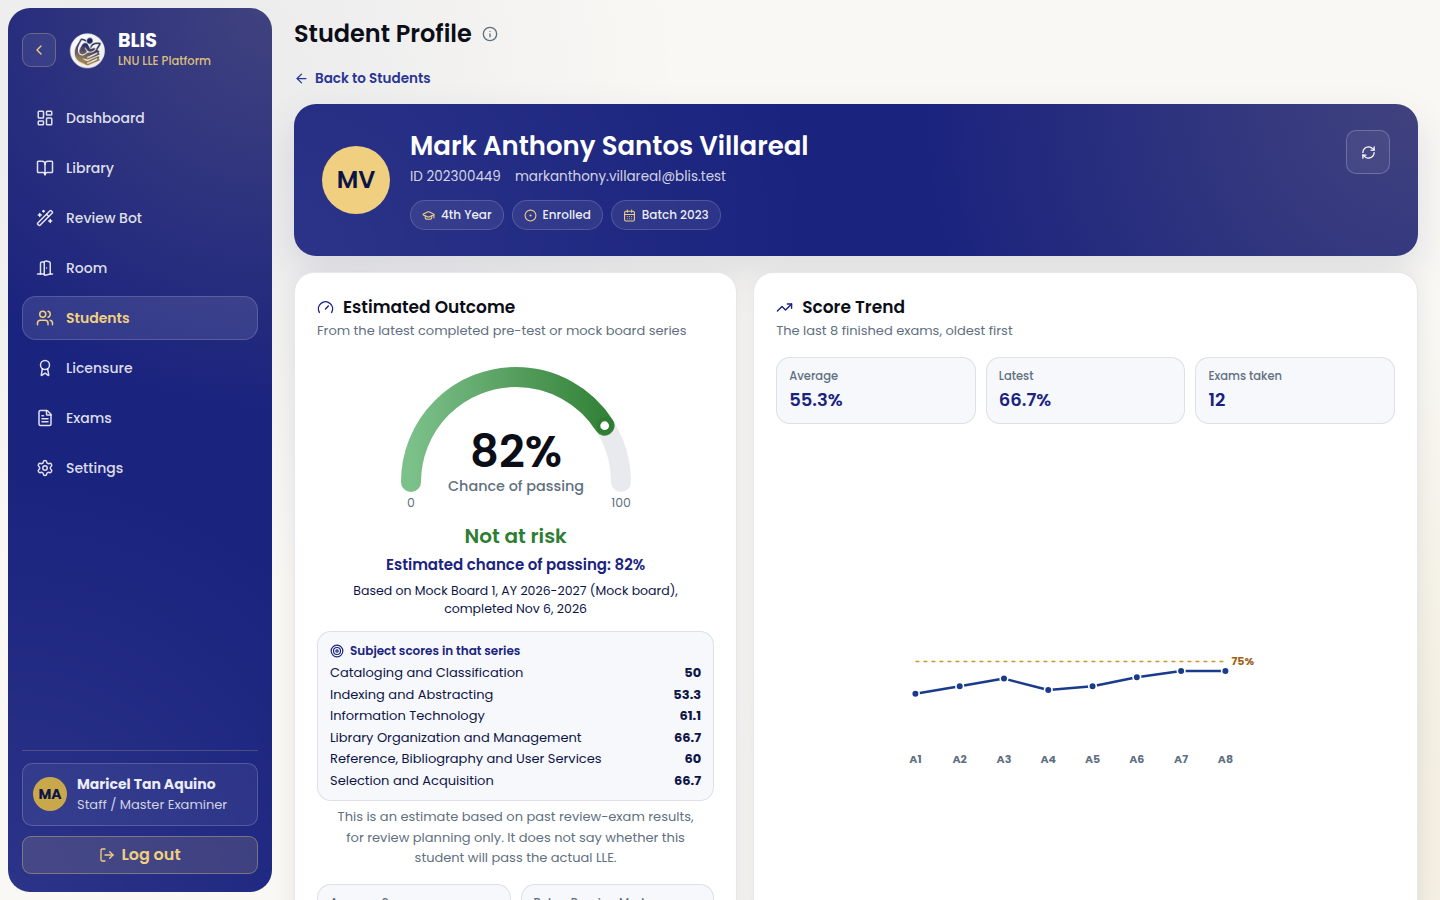 BLIS
LNU LLE Platform
Dashboard
Library
Review Bot
Room
Students
Licensure
Exams
Settings
MA
Maricel Tan Aquino
Staff / Master Examiner
Log out
Student Profile
Back to Students
MV
Mark Anthony Santos Villareal
ID 202300449 markanthony.villareal@blis.test
4th Year
Enrolled
Batch 2023
Estimated Outcome
From the latest completed pre-test or mock board series
82%
Chance of passing
0 100
Not at risk
Estimated chance of passing: 82%
Based on Mock Board 1, AY 2026-2027 (Mock board),
completed Nov 6, 2026
Subject scores in that series
Cataloging and Classification 50
Indexing and Abstracting 53.3
Information Technology 61.1
Library Organization and Management 66.7
Reference, Bibliography and User Services 60
Selection and Acquisition 66.7
This is an estimate based on past review-exam results,
for review planning only. It does not say whether this
student will pass the actual LLE.
Score Trend
The last 8 finished exams, oldest first
Average
55.3%
Latest
66.7%
Exams taken
12
75%
A1 A2 A3 A4 A5 A6 A7 A8